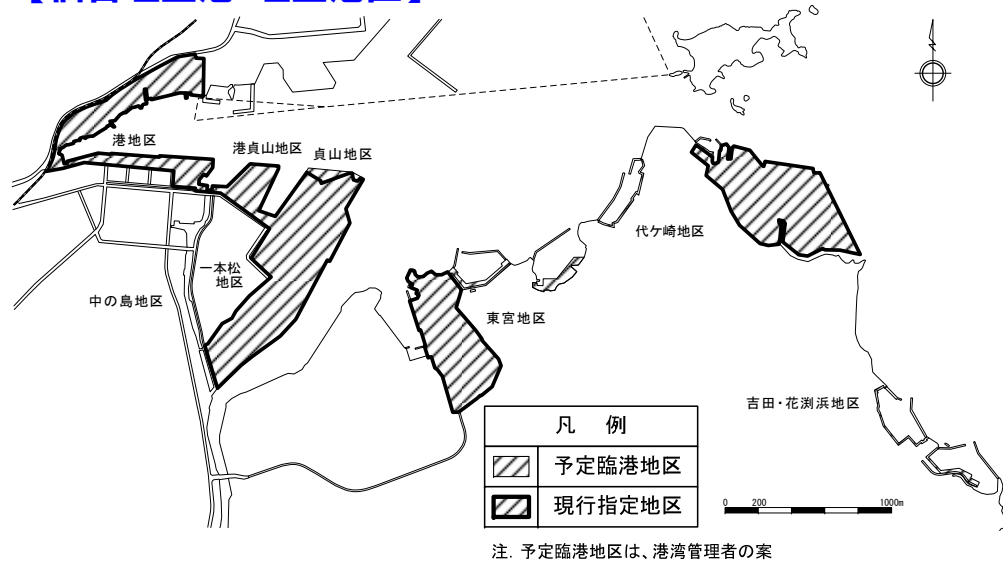 港地区
港貞山地区
貞山地区
代ケ崎地区
一本松
地区
中の島地区
東宮地区
吉田・花渕浜地区
凡 例
予定臨港地区
現行指定地区
0 200 1000m
注. 予定臨港地区は、港湾管理者の案